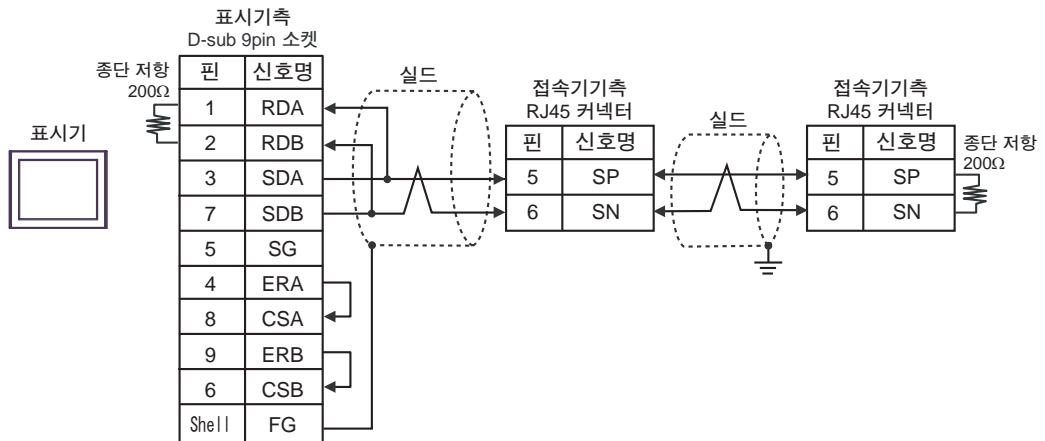 표시기측
D-sub 9pin 소켓
종단 저항
200Ω
핀 신호명
1 RDA
2 RDB
3 SDA
7 SDB
5 SG
4 ERA
8 CSA
9 ERB
6 CSB
Shell FG
표시기
실드
접속기기측
RJ45 커넥터
핀 신호명
5 SP
6 SN
실드
접속기기측
RJ45 커넥터
핀 신호명
5 SP
6 SN
종단 저항
200Ω